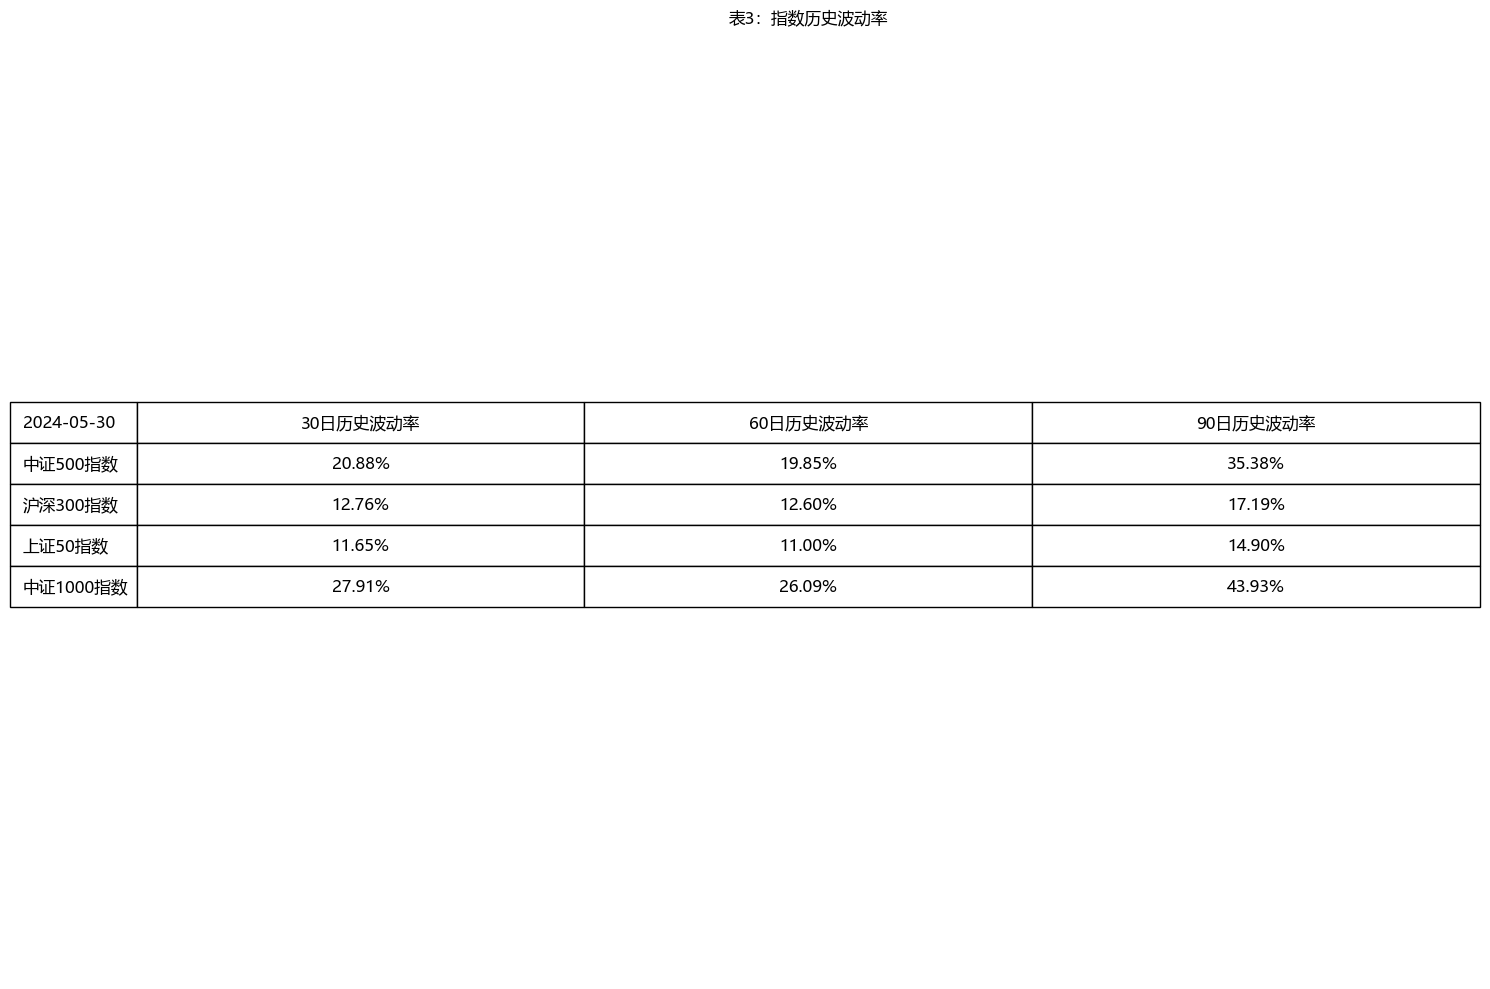 表3：指数历史波动率
2024-05-30 30日历史波动率 60日历史波动率 90日历史波动率
中证500指数 20.88% 19.85% 35.38%
沪深300指数 12.76% 12.60% 17.19%
上证50指数 11.65% 11.00% 14.90%
中证1000指数 27.91% 26.09% 43.93%